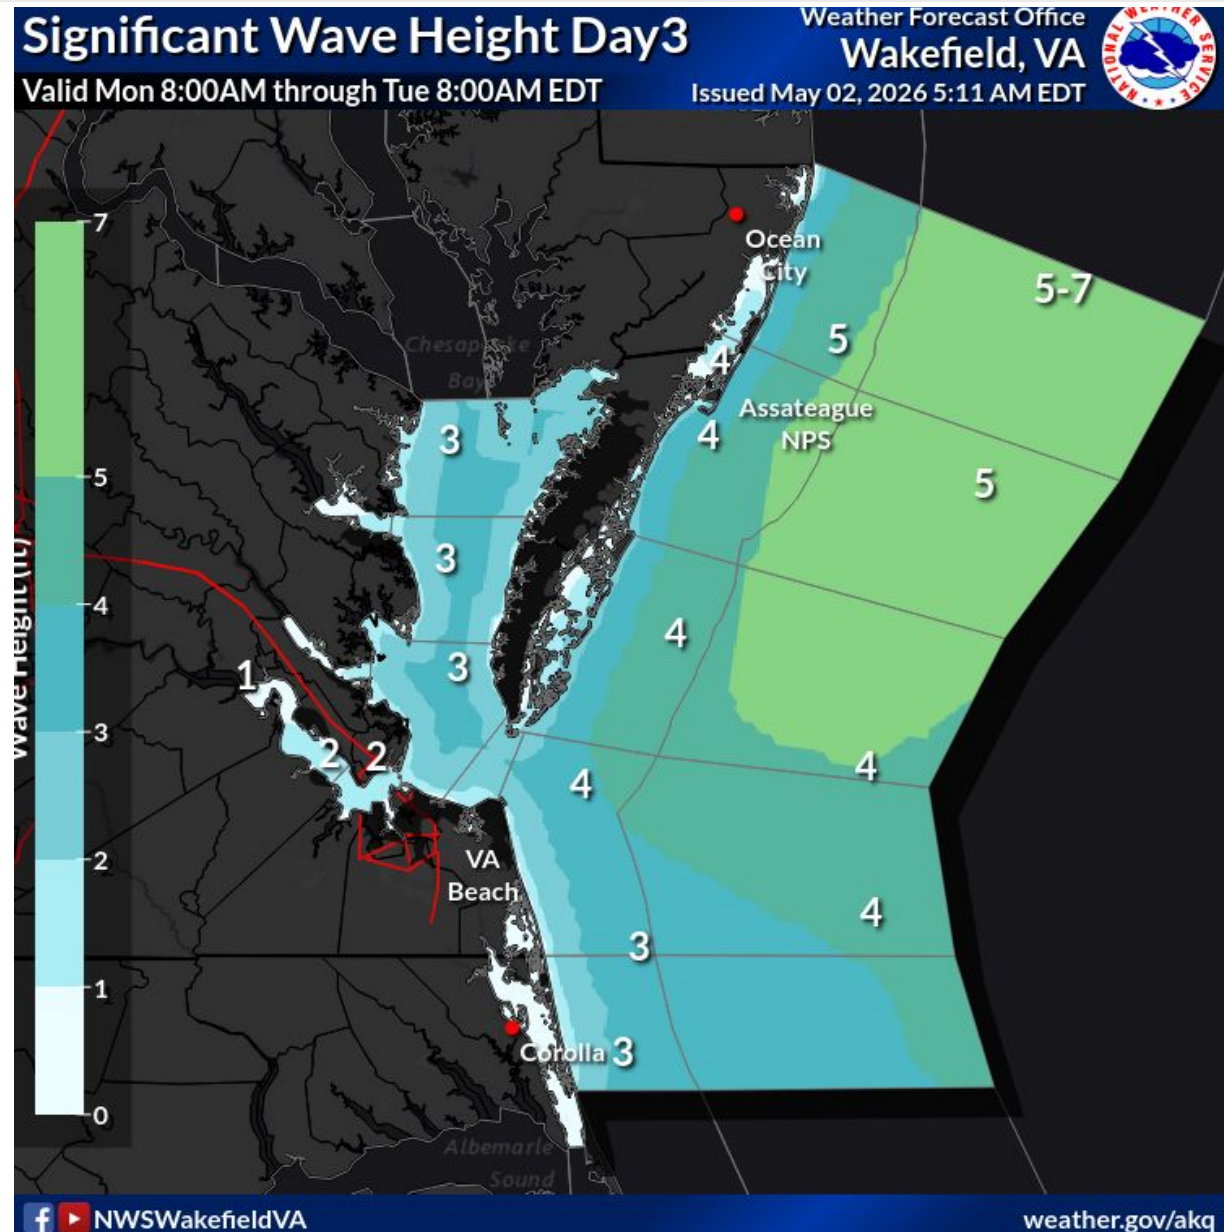 Significant Wave Height Day3
Valid Mon 8:00AM through Tue 8:00AM EDT
Weather Forecast Office
Wakefield, VA
Issued May 02, 2026 5:11 AM EDT
NATIONAL WEATHER SERVICE
Ocean
City
5-7
5
Chesapeake
Bay
4
Assateague
NPS
3
4
5
3
4
3
1
2
2
4
4
VA
Beach
4
3
Corolla
3
Albemarle
Sound
Wave Height (ft)
7
5
4
3
2
1
0
NWSWakefieldVA
weather.gov/akq